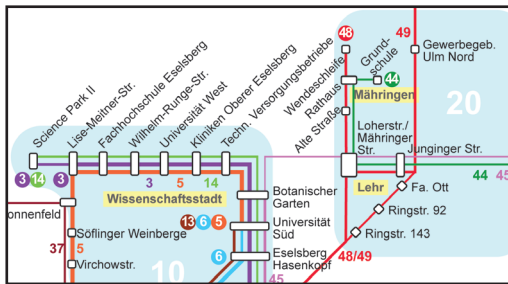 Science Park II
Lise-Meitner-Str.
Fachhochschule Eselsberg
Wilhelm-Runge-Str.
Universität West
Kliniken Oberer Eselsberg
Techn. Versorgungsbetriebe
3
14
3
3
5
14
Wissenschaftsstadt
onnenfeld
Söflinger Weinberge
37
5
Virchowstr.
10
13
6
5
6
45
Botanischer
Garten
Universität
Süd
Eselsberg
Hasenkopf
48
Wendeschleife
Rathaus
Alte Straße
Grund-
schule
44
Mähringen
49
Gewerbegeb.
Ulm Nord
20
Loherstr./
Mähringer
Str.
Junginger Str.
Lehr
44
45
Fa. Ott
Ringstr. 92
Ringstr. 143
48/49